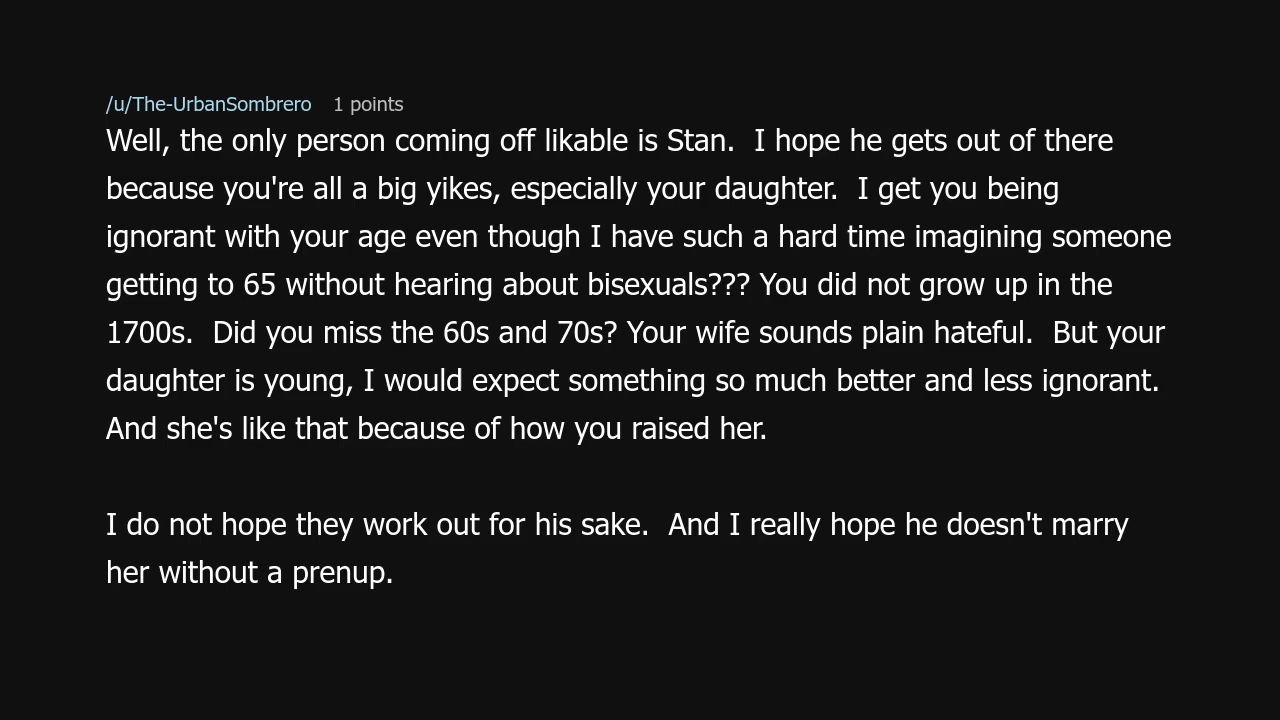 /u/The-UrbanSombrero 1 points
Well, the only person coming off likable is Stan.  I hope he gets out of there
because you're all a big yikes, especially your daughter.  I get you being
ignorant with your age even though I have such a hard time imagining someone
getting to 65 without hearing about bisexuals??? You did not grow up in the
1700s.  Did you miss the 60s and 70s? Your wife sounds plain hateful.  But your
daughter is young, I would expect something so much better and less ignorant.
And she's like that because of how you raised her.
I do not hope they work out for his sake.  And I really hope he doesn't marry
her without a prenup.